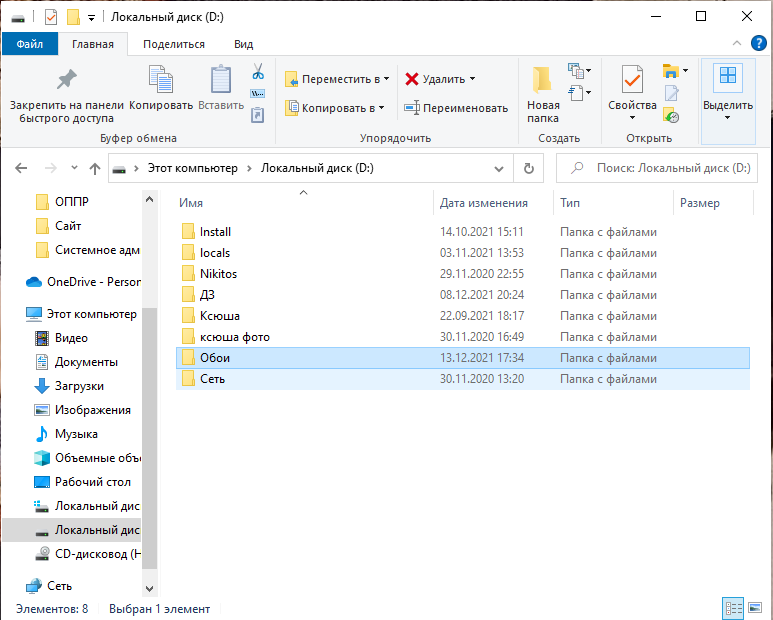 Локальный диск (D:)
Файл Главная Поделиться Вид
Закрепить на панели быстрого доступа
Копировать
Вставить
Буфер обмена
Переместить в
Копировать в
Удалить
Переименовать
Упорядочить
Новая папка
Создать
Свойства
Открыть
Выделить
Этот компьютер > Локальный диск (D:)
Поиск: Локальный диск (D:)
ОППР
Сайт
Системное адм
OneDrive - Person
Этот компьютер
Видео
Документы
Загрузки
Изображения
Музыка
Объемные объ
Рабочий стол
Локальный дис
Локальный дис
CD-дисковод (H
Сеть
Имя Дата изменения Тип Размер
Install 14.10.2021 15:11 Папка с файлами
locals 03.11.2021 13:53 Папка с файлами
Nikitos 29.11.2020 22:55 Папка с файлами
ДЗ 08.12.2021 20:24 Папка с файлами
Ксюша 22.09.2021 18:17 Папка с файлами
ксюша фото 30.11.2020 16:49 Папка с файлами
Обои 13.12.2021 17:34 Папка с файлами
Сеть 30.11.2020 13:20 Папка с файлами
Элементов: 8 Выбран 1 элемент